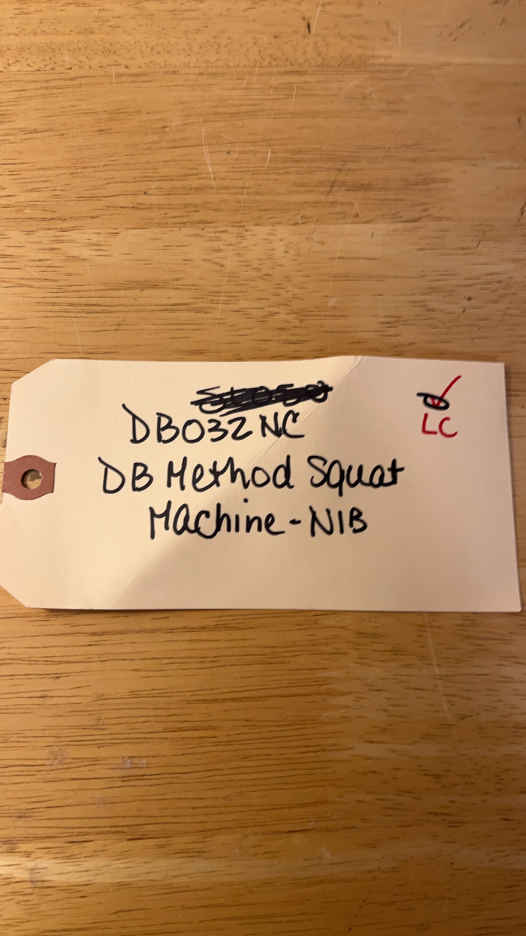 DB032NC
LC
DB Method Squat
Machine - NIB